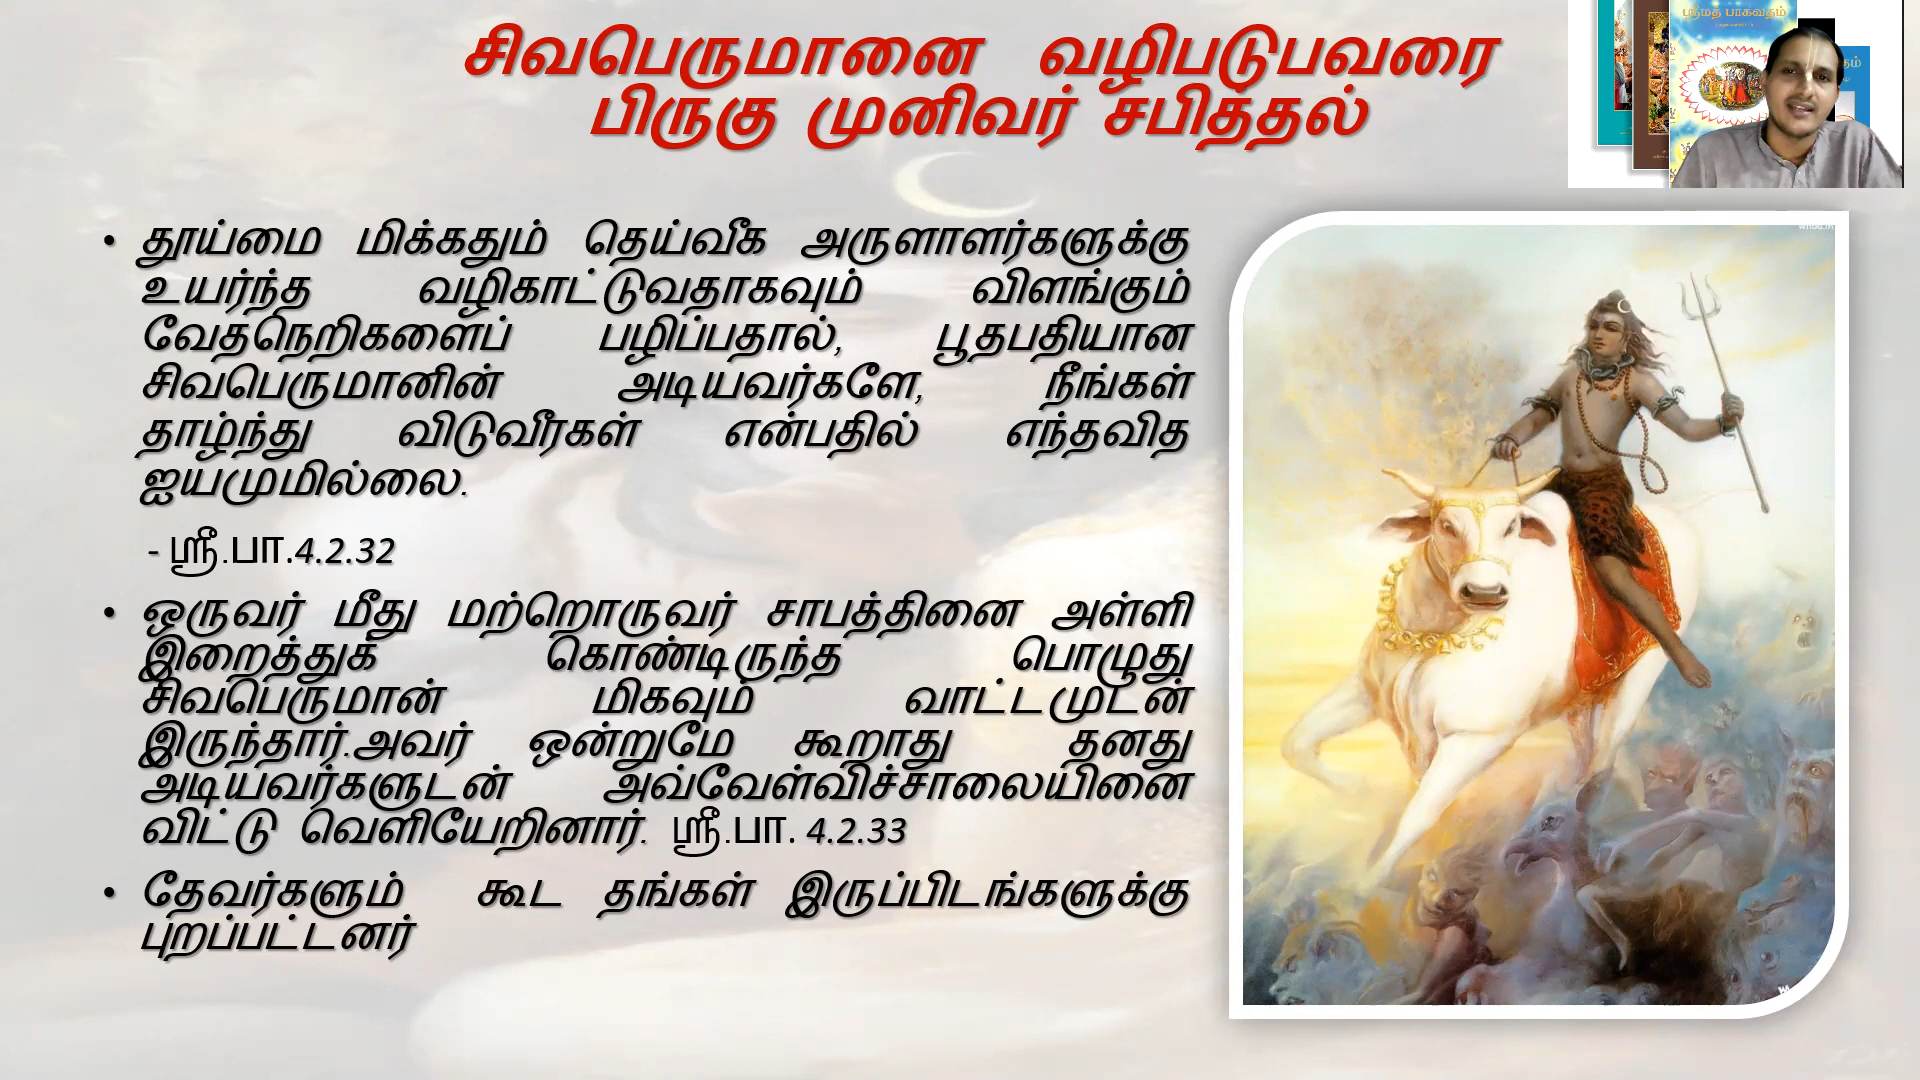 சிவபெருமானை வழிபடுபவரை
பிருகு முனிவர் சபித்தல்
ஸ்ரீமத் பாகவதம்
• தூய்மை மிக்கதும் தெய்வீக அருளாளர்களுக்கு
உயர்ந்த வழிகாட்டுவதாகவும் விளங்கும்
வேதநெறிகளைப் பழிப்பதால், பூதபதியான
சிவபெருமானின் அடியவர்களே, நீங்கள்
தாழ்ந்து விடுவீர்கள் என்பதில் எந்தவித
ஐயமுமில்லை.
- ஸ்ரீ.பா.4.2.32
• ஒருவர் மீது மற்றொருவர் சாபத்தினை அள்ளி
இறைத்துக் கொண்டிருந்த பொழுது
சிவபெருமான் மிகவும் வாட்டமுடன்
இருந்தார்.அவர் ஒன்றுமே கூறாது தனது
அடியவர்களுடன் அவ்வேள்விச்சாலையினை
விட்டு வெளியேறினார். ஸ்ரீ.பா. 4.2.33
• தேவர்களும் கூட தங்கள் இருப்பிடங்களுக்கு
புறப்பட்டனர்